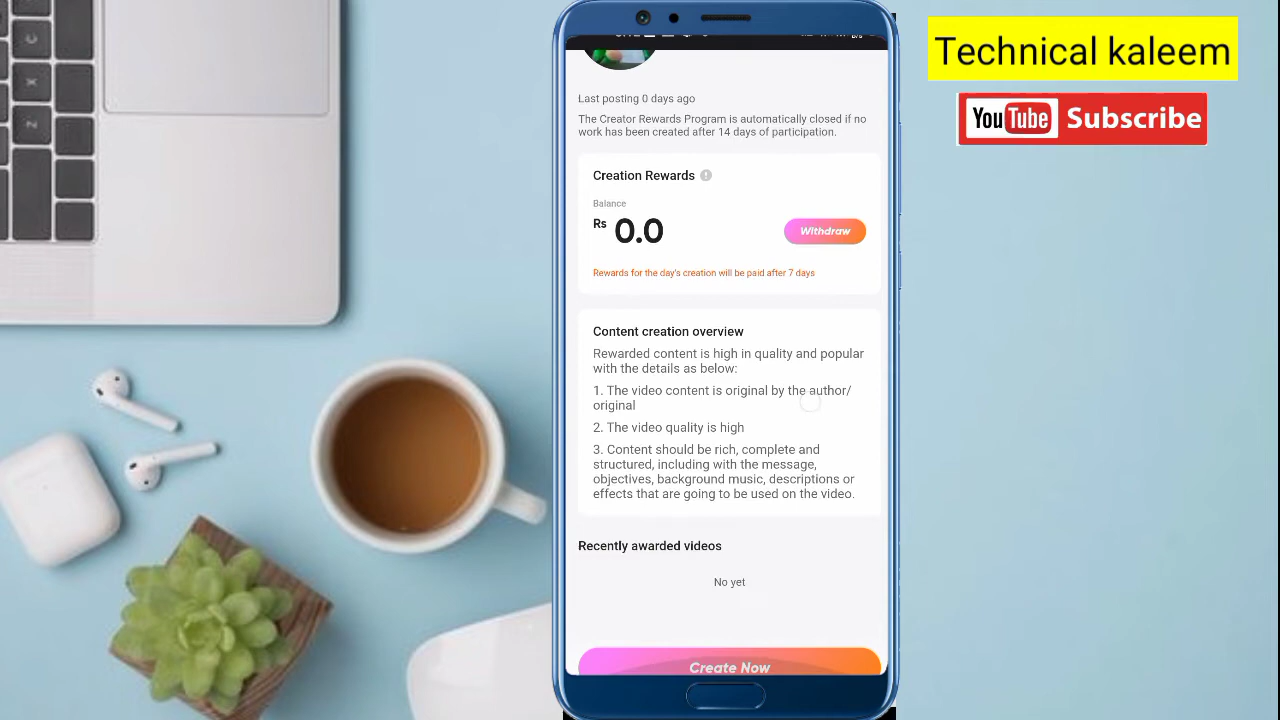 Technical kaleem
YouTube Subscribe
Last posting 0 days ago
The Creator Rewards Program is automatically closed if no
work has been created after 14 days of participation.
Creation Rewards
Balance
Rs 0.0
Withdraw
Rewards for the day's creation will be paid after 7 days
Content creation overview
Rewarded content is high in quality and popular
with the details as below:
1. The video content is original by the author/
original
2. The video quality is high
3. Content should be rich, complete and
structured, including with the message,
objectives, background music, descriptions or
effects that are going to be used on the video.
Recently awarded videos
No yet
Create Now